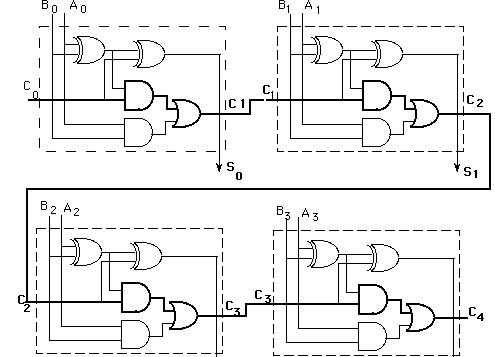 B0 A0 B1 A1
C0 C1 C1 C2
S0 S1
B2 A2 B3 A3
C2 C3 C3 C4